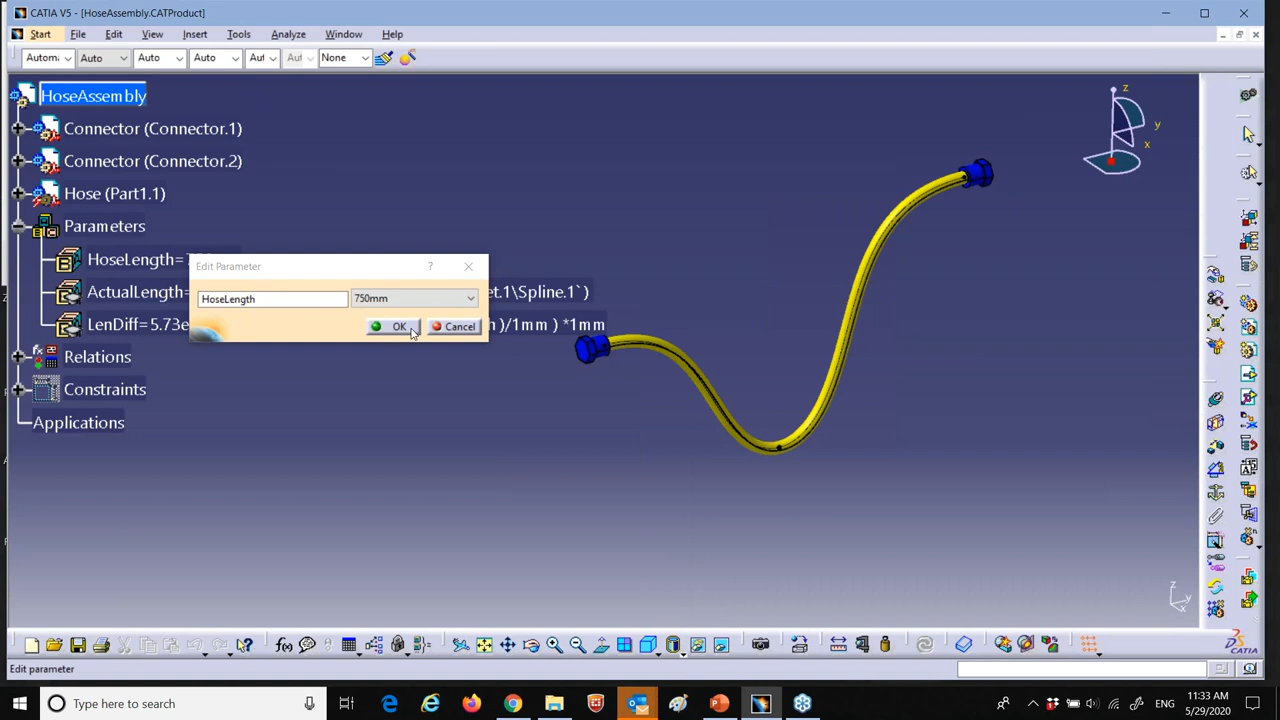 CATIA V5 - [HoseAssembly.CATProduct]
Start File Edit View Insert Tools Analyze Window Help
Auto Auto Auto Aut Aut None
HoseAssembly
Connector (Connector.1)
Connector (Connector.2)
Hose (Part1.1)
Parameters
HoseLength=
ActualLength= et.1\Spline.1`)
LenDiff=5.73e m )/1mm ) *1mm
Relations
Constraints
Applications
Edit Parameter ?
HoseLength 750mm
OK Cancel
z
y
x
z
y
x
Edit parameter
CATIA
Type here to search
ENG
11:33 AM
5/29/2020